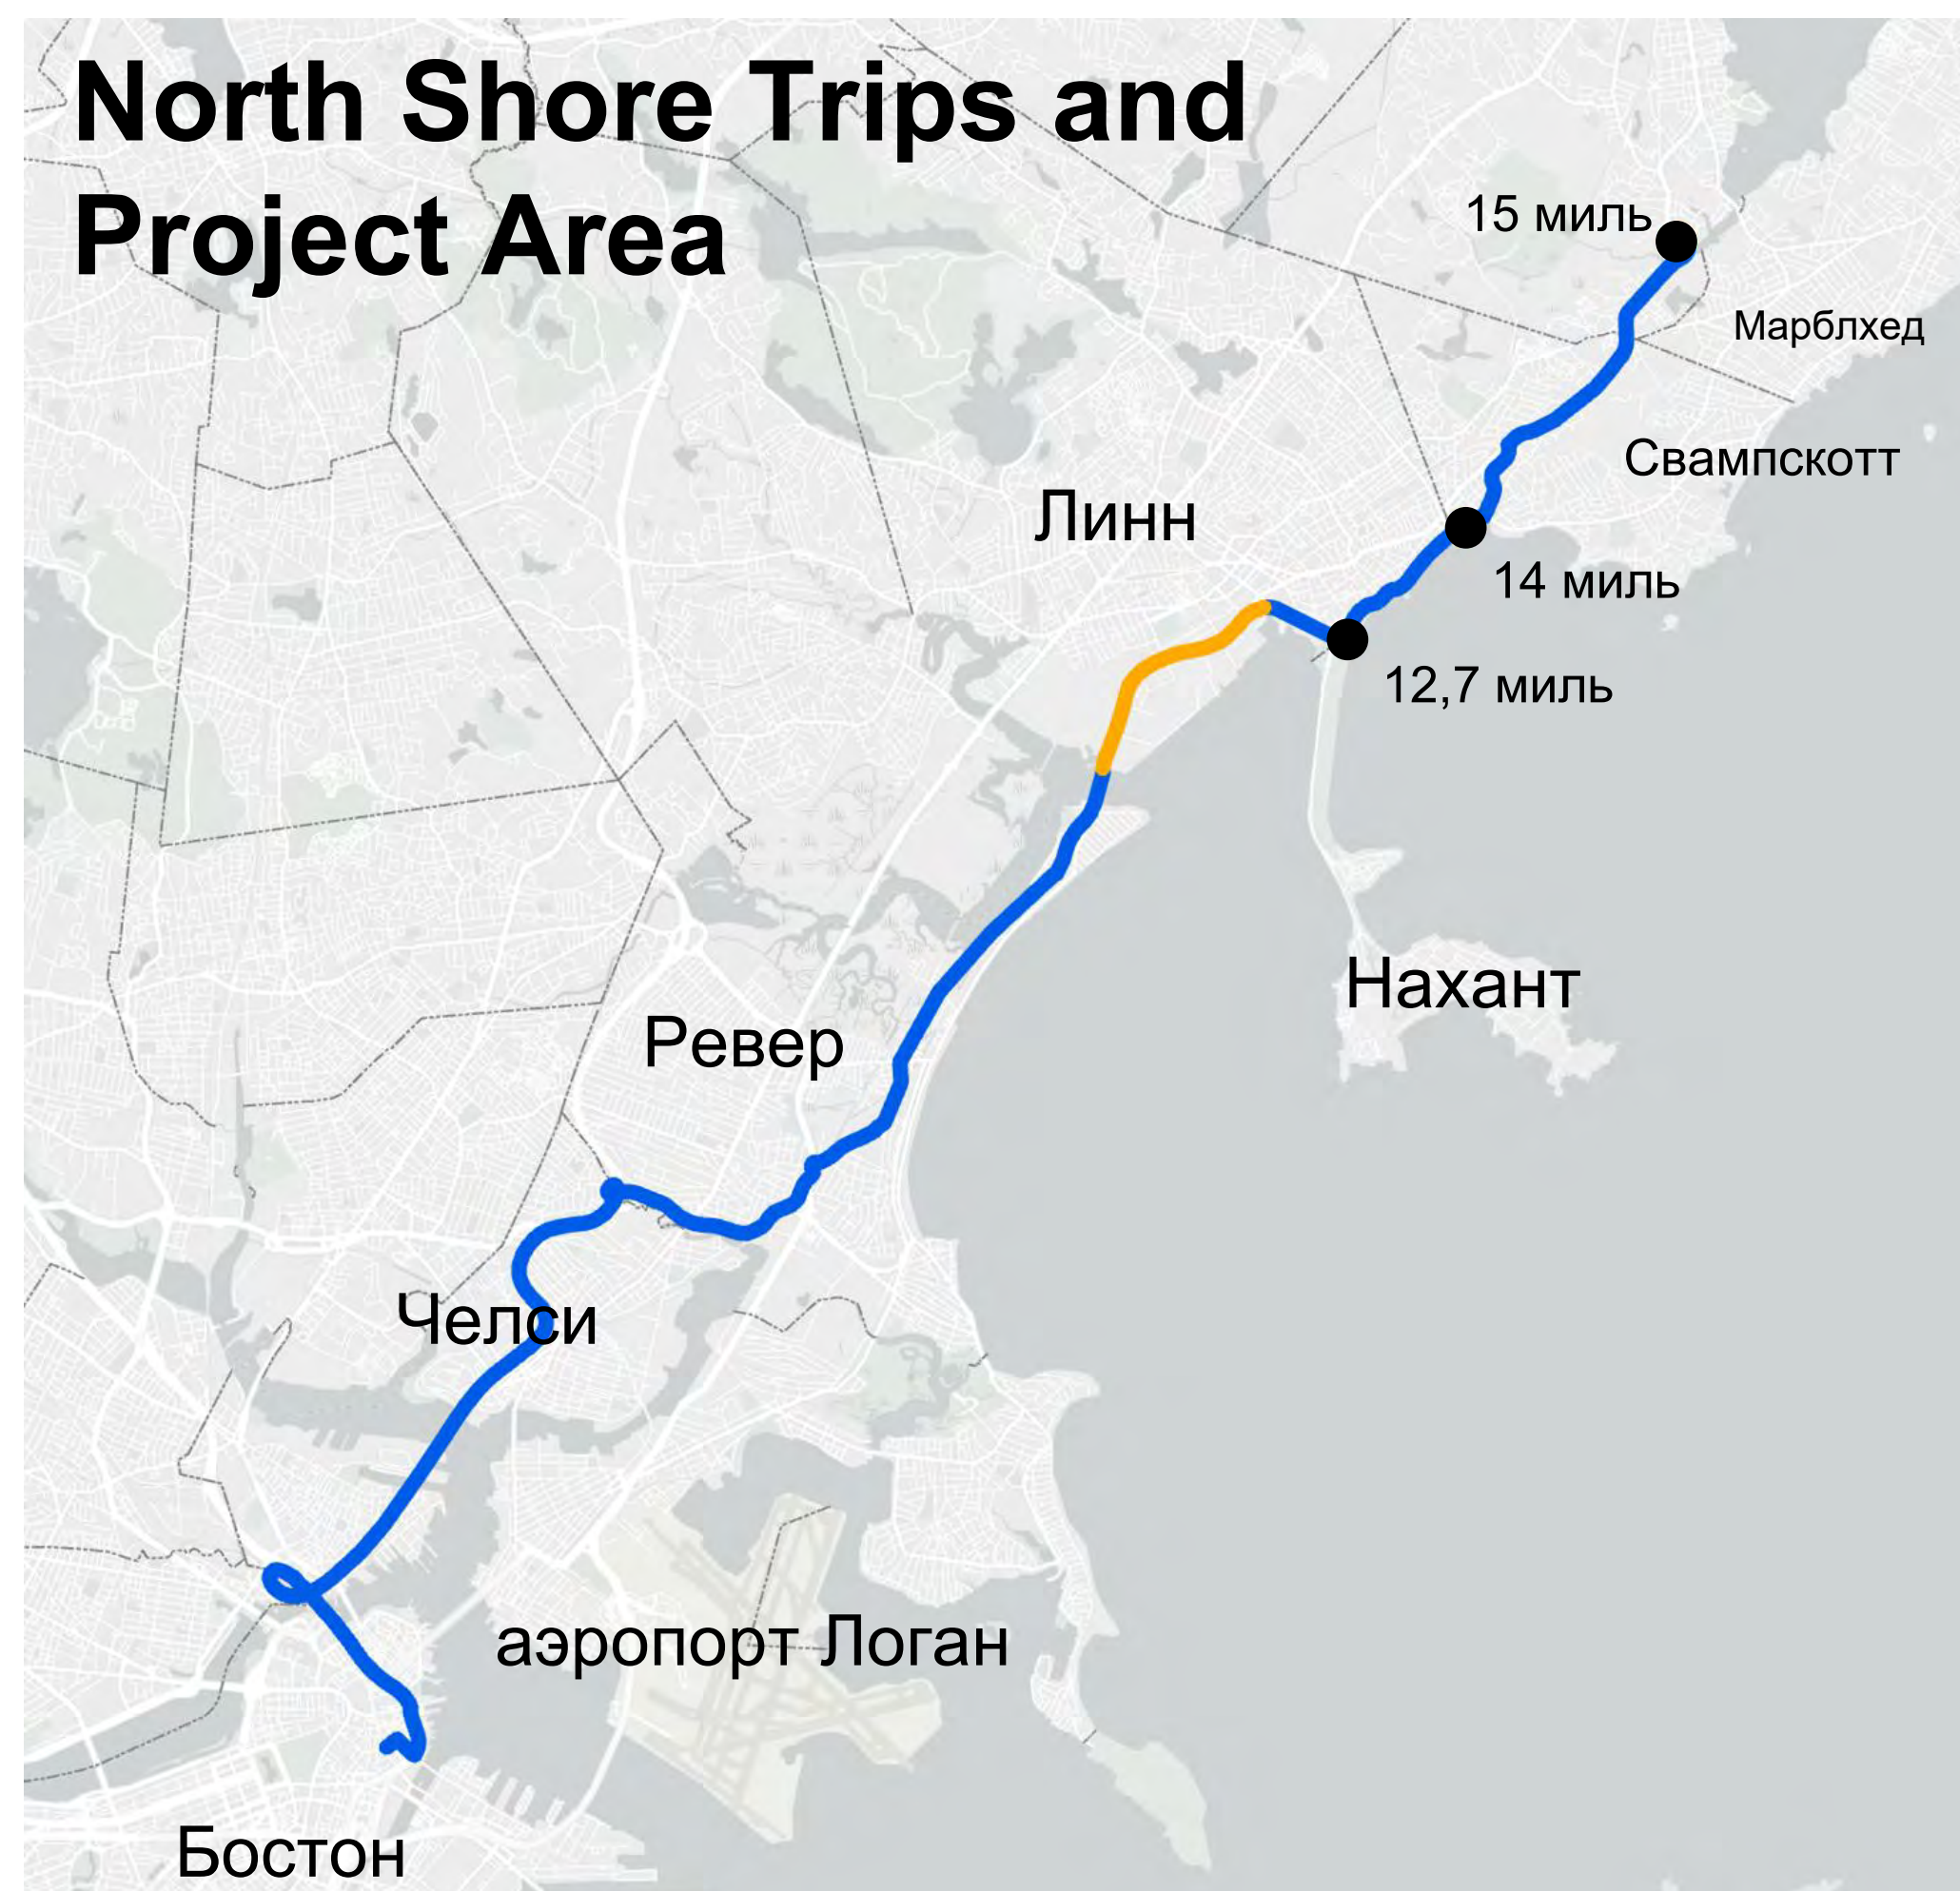 North Shore Trips and
Project Area
15 миль
Марблхед
Свампскотт
Линн
14 миль
12,7 миль
Нахант
Ревер
Челси
аэропорт Логан
Бостон